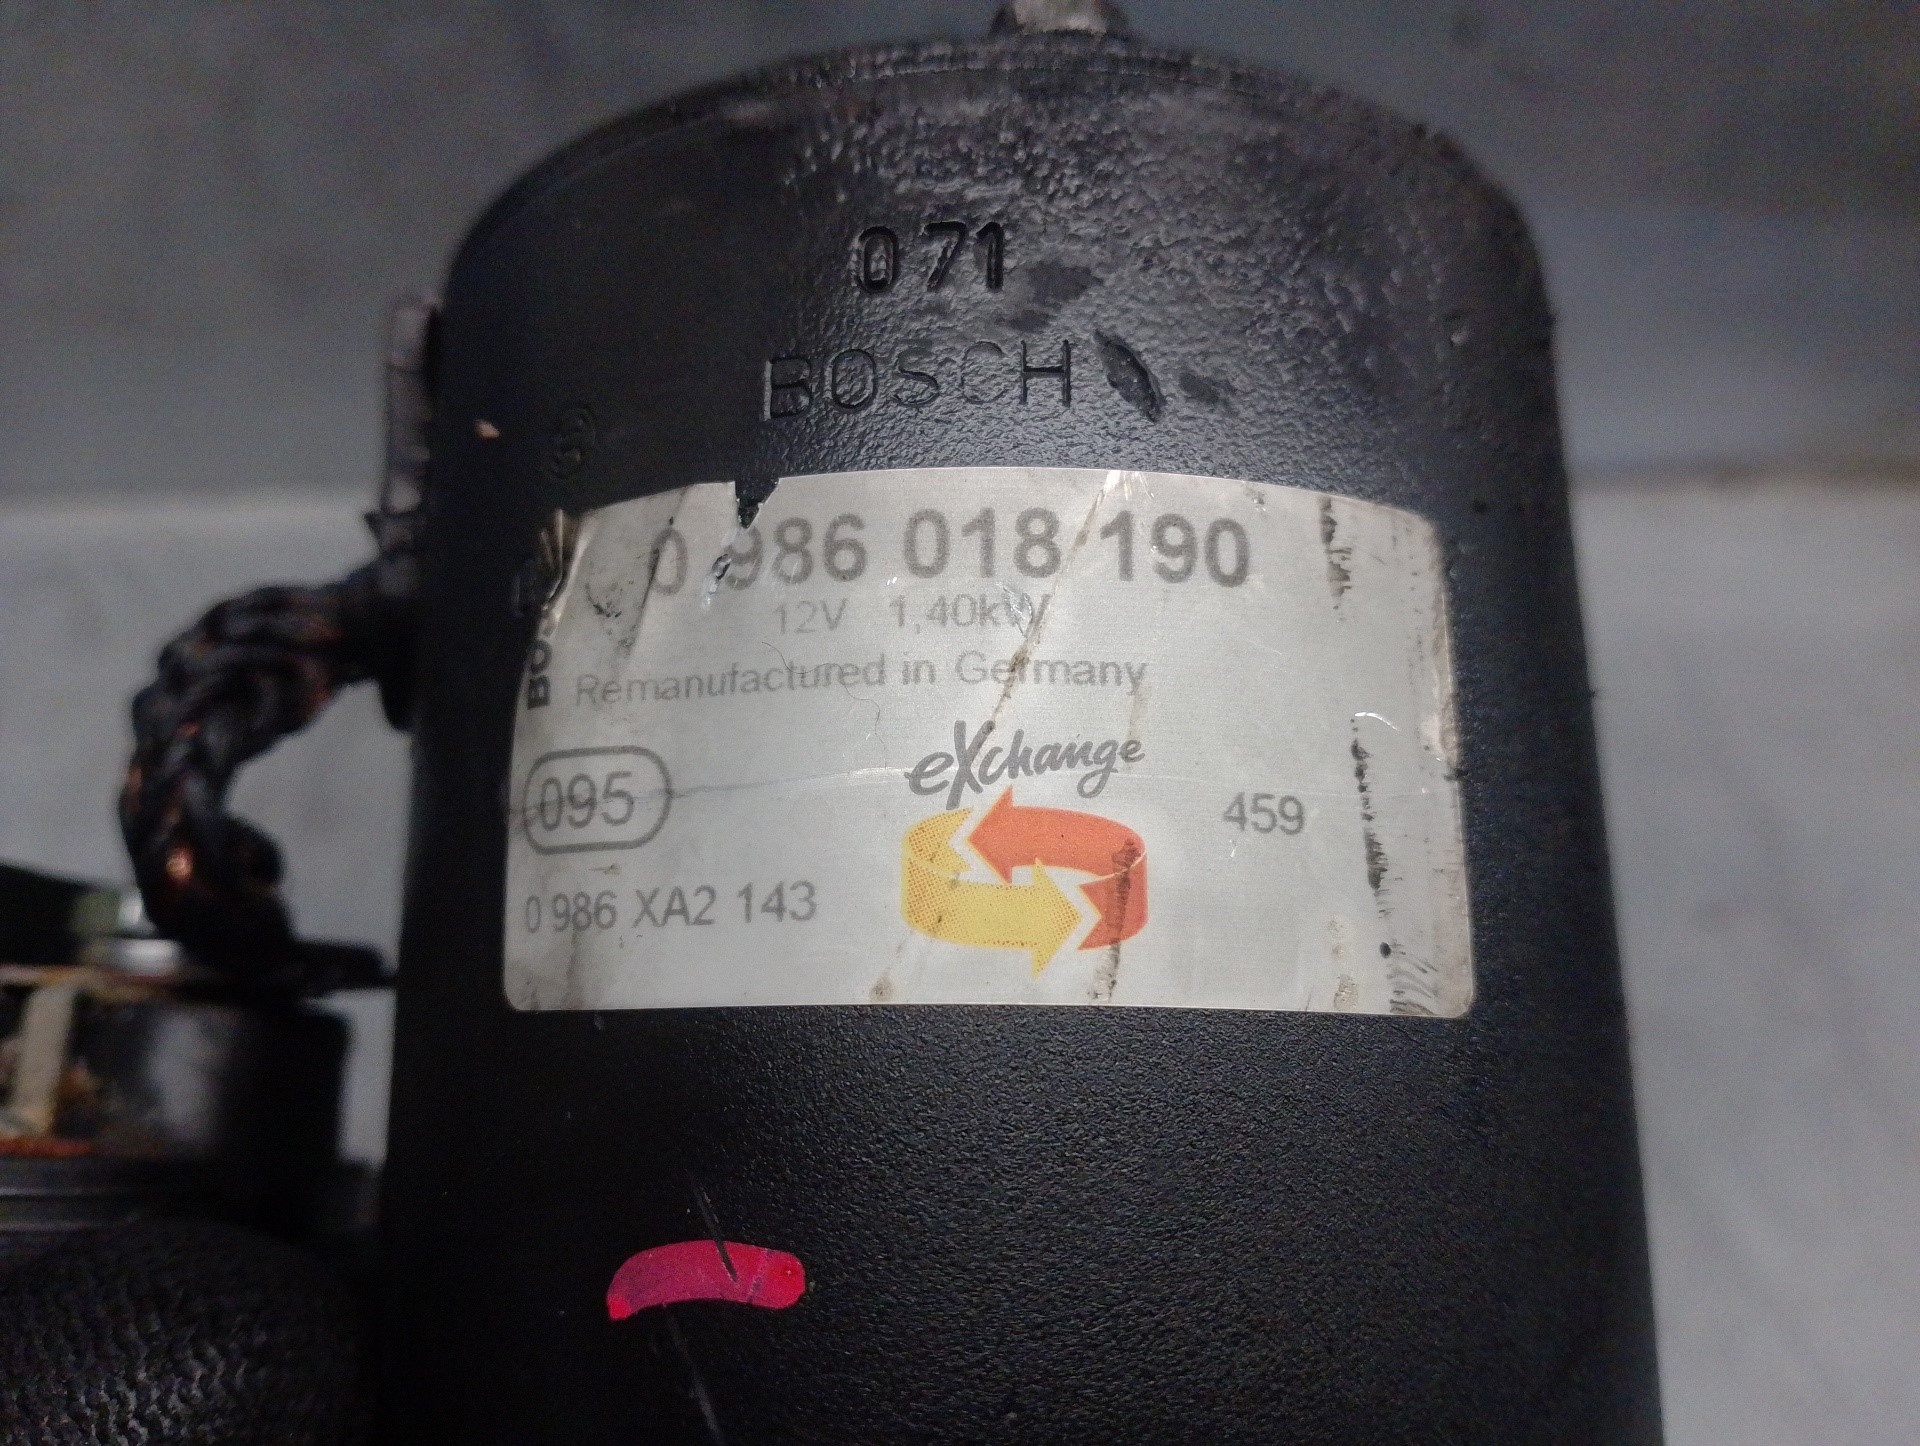 071
BOSCH
0 986 018 190
12V 1,40kW
Remanufactured in Germany
eXchange
095
459
0 986 XA2 143